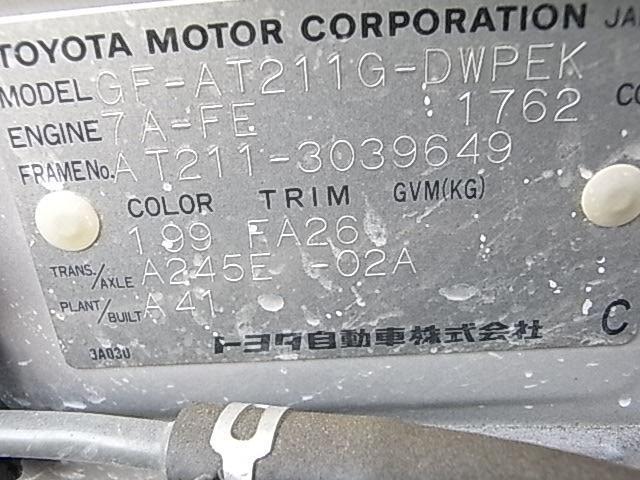 TOYOTA MOTOR CORPORATION JA
MODEL GF-AT211G-DWPEK
ENGINE 7A-FE 1762 CC
FRAME No. AT211-3039649
COLOR TRIM GVM(KG)
199 FA26
TRANS./AXLE A245E -02A
PLANT/BUILT A41
トヨタ自動車株式会社 C
3A030